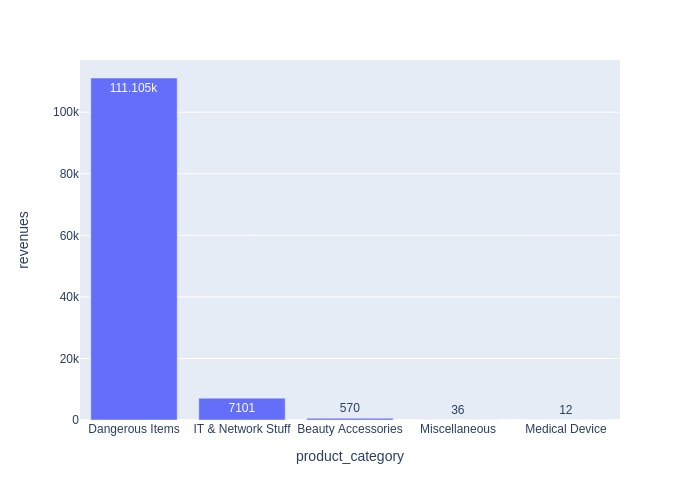 111.105k
100k
80k
60k
40k
20k
0
7101
570
36
12
Dangerous Items
IT & Network Stuff
Beauty Accessories
Miscellaneous
Medical Device
product_category
revenues